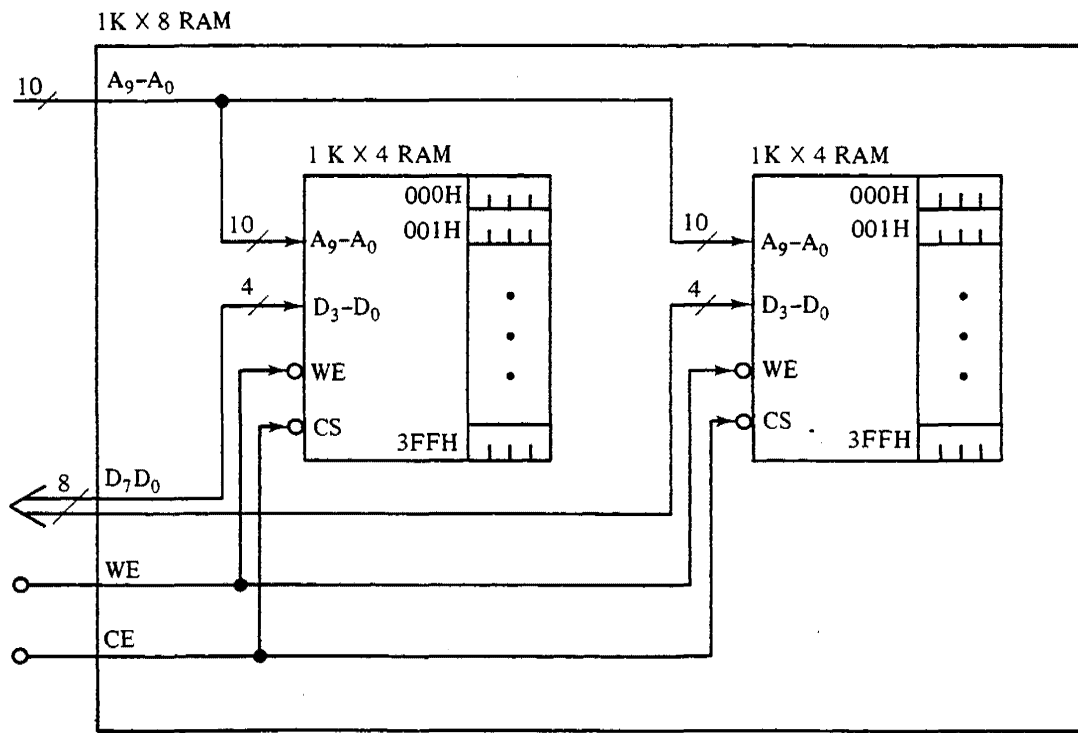 1K × 8 RAM
10
A₉–A₀
1 K × 4 RAM
000H
001H
10
A₉–A₀
4
D₃–D₀
WE
CS
3FFH
1K × 4 RAM
000H
001H
10
A₉–A₀
4
D₃–D₀
WE
CS
3FFH
8
D₇D₀
WE
CE